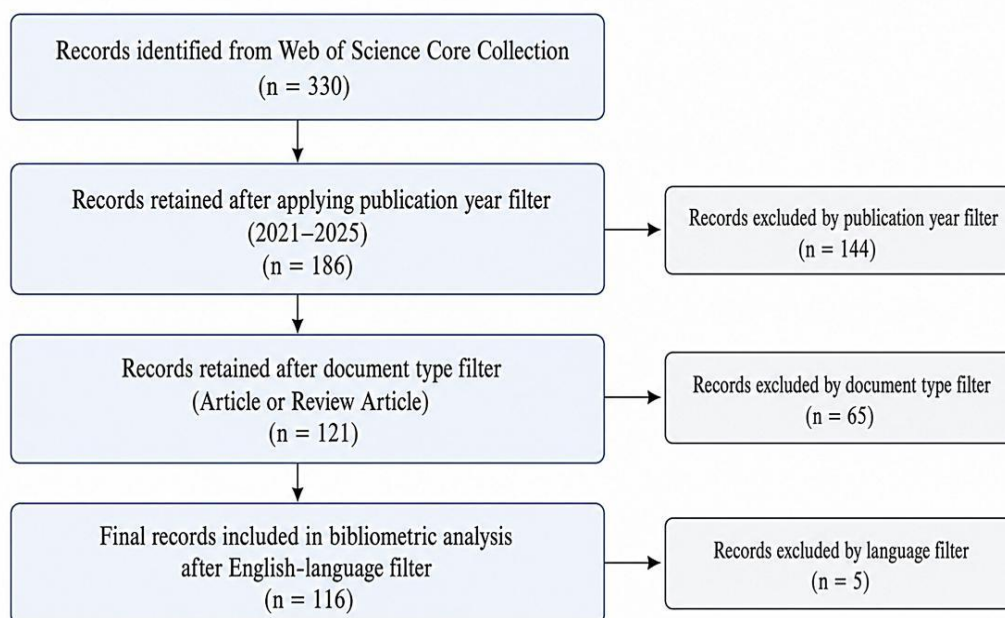 Records identified from Web of Science Core Collection
(n = 330)
Records retained after applying publication year filter
(2021–2025)
(n = 186)
Records excluded by publication year filter
(n = 144)
Records retained after document type filter
(Article or Review Article)
(n = 121)
Records excluded by document type filter
(n = 65)
Final records included in bibliometric analysis
after English-language filter
(n = 116)
Records excluded by language filter
(n = 5)